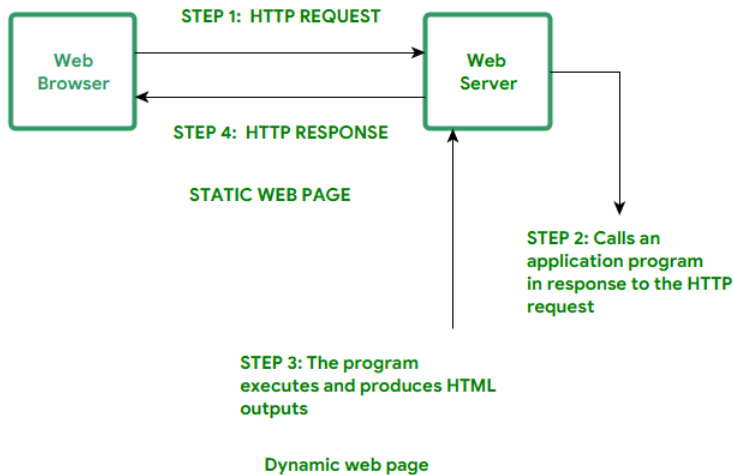 STEP 1: HTTP REQUEST
Web
Browser
Web
Server
STEP 4: HTTP RESPONSE
STATIC WEB PAGE
STEP 2: Calls an
application program
in response to the HTTP
request
STEP 3: The program
executes and produces HTML
outputs
Dynamic web page